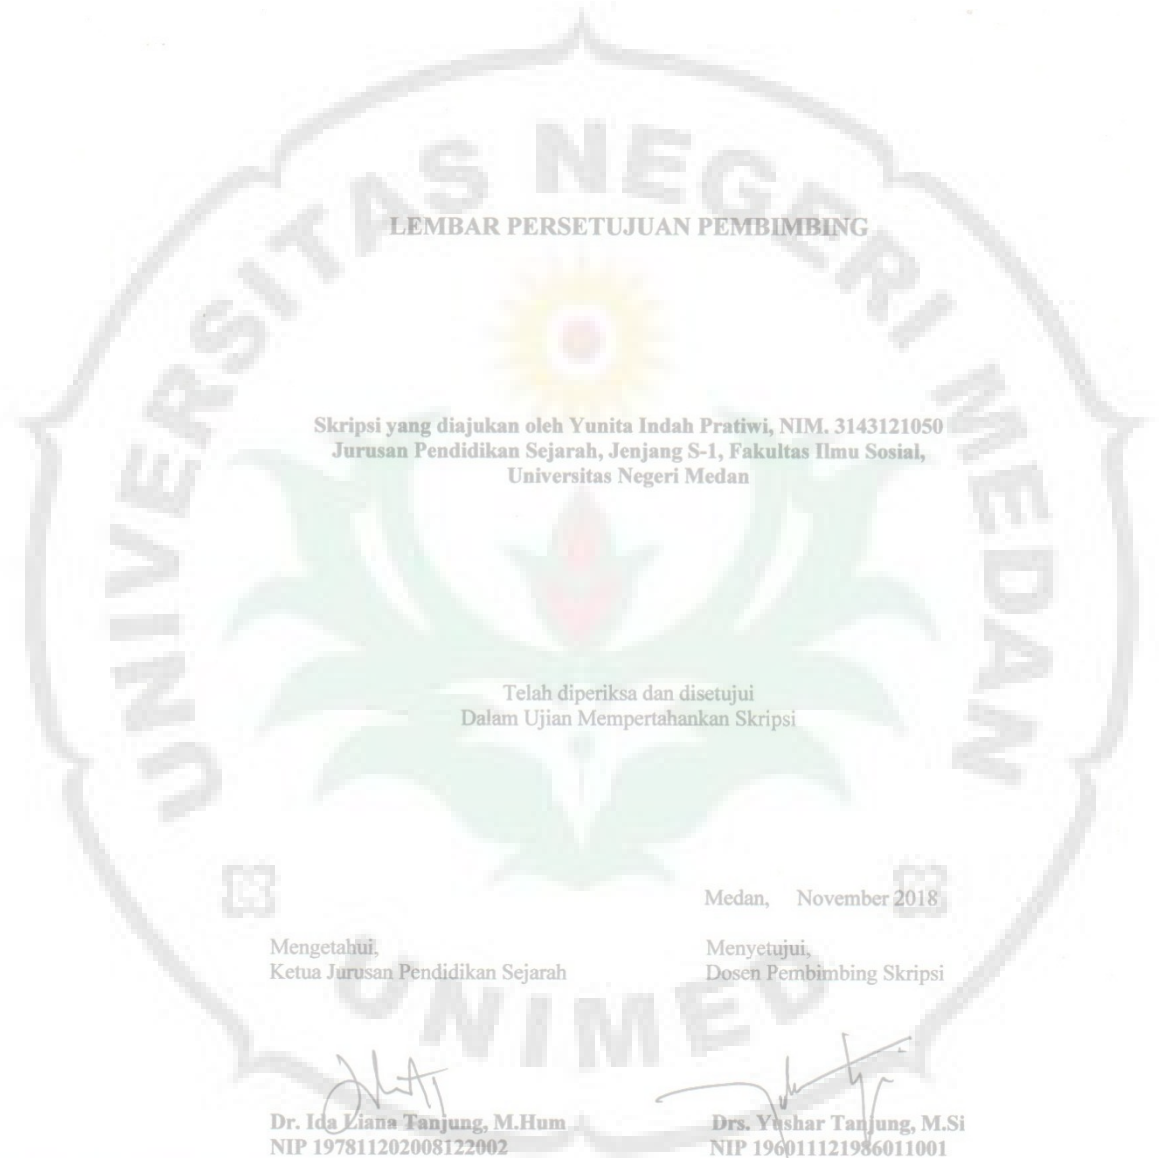 UNIVERSITAS NEGERI MEDAN
LEMBAR PERSETUJUAN PEMBIMBING
Skripsi yang diajukan oleh Yunita Indah Pratiwi, NIM. 3143121050
Jurusan Pendidikan Sejarah, Jenjang S-1, Fakultas Ilmu Sosial,
Universitas Negeri Medan
Telah diperiksa dan disetujui
Dalam Ujian Mempertahankan Skripsi
Medan, November 2018
Mengetahui,
Ketua Jurusan Pendidikan Sejarah
Menyetujui,
Dosen Pembimbing Skripsi
UNIMED
Dr. Ida Liana Tanjung, M.Hum
NIP 197811202008122002
Drs. Yushar Tanjung, M.Si
NIP 196011121986011001